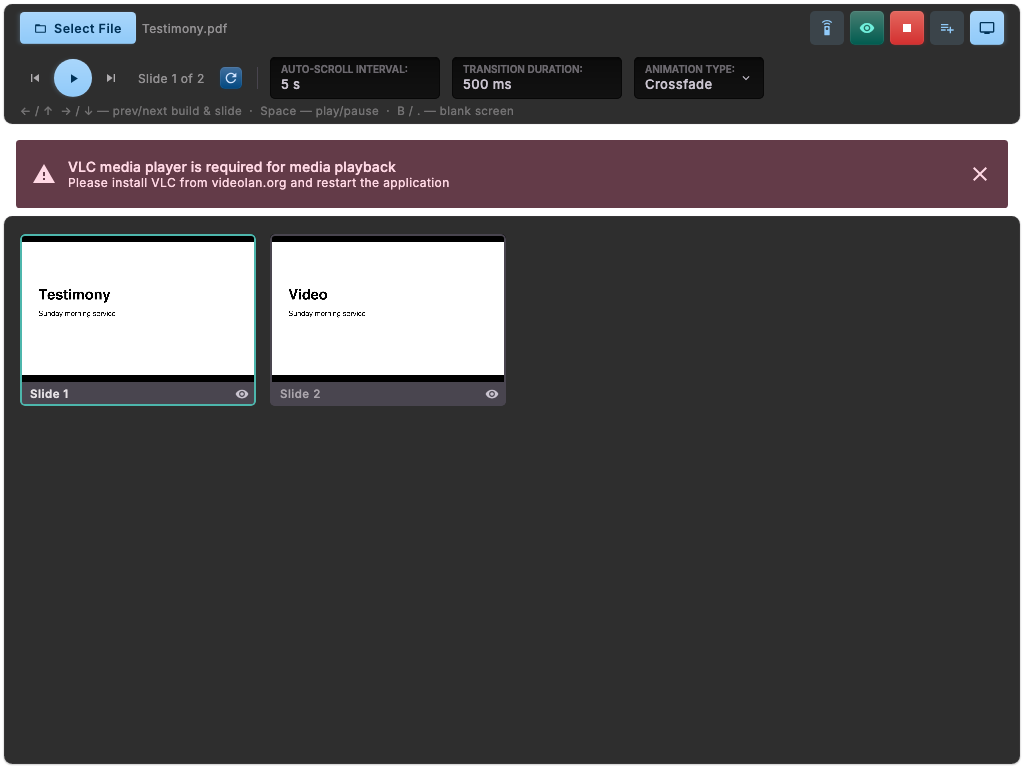 Select File Testimony.pdf
Slide 1 of 2
AUTO-SCROLL INTERVAL:
5 s
TRANSITION DURATION:
500 ms
ANIMATION TYPE:
Crossfade
← / ↑ → / ↓ — prev/next build & slide · Space — play/pause · B / . — blank screen
VLC media player is required for media playback
Please install VLC from videolan.org and restart the application
Testimony
Sunday morning service
Slide 1
Video
Sunday morning service
Slide 2